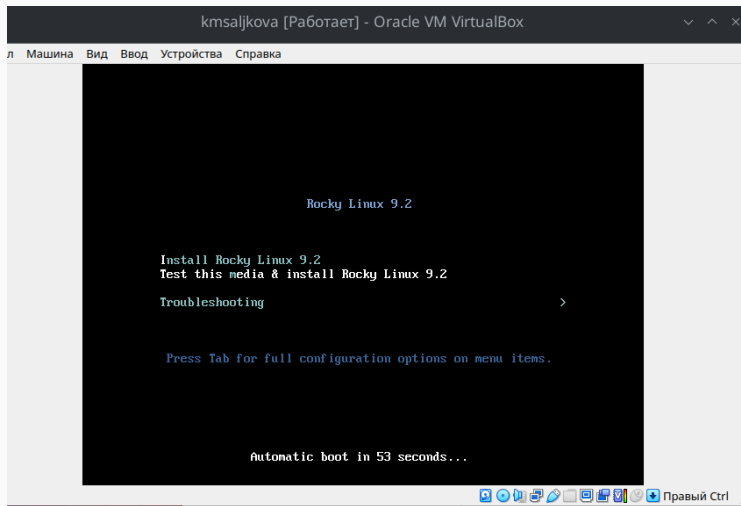 kmsaljkova [Работает] - Oracle VM VirtualBox
л Машина Вид Ввод Устройства Справка
Rocky Linux 9.2
Install Rocky Linux 9.2
Test this media & install Rocky Linux 9.2
Troubleshooting >
Press Tab for full configuration options on menu items.
Automatic boot in 53 seconds...
Правый Ctrl